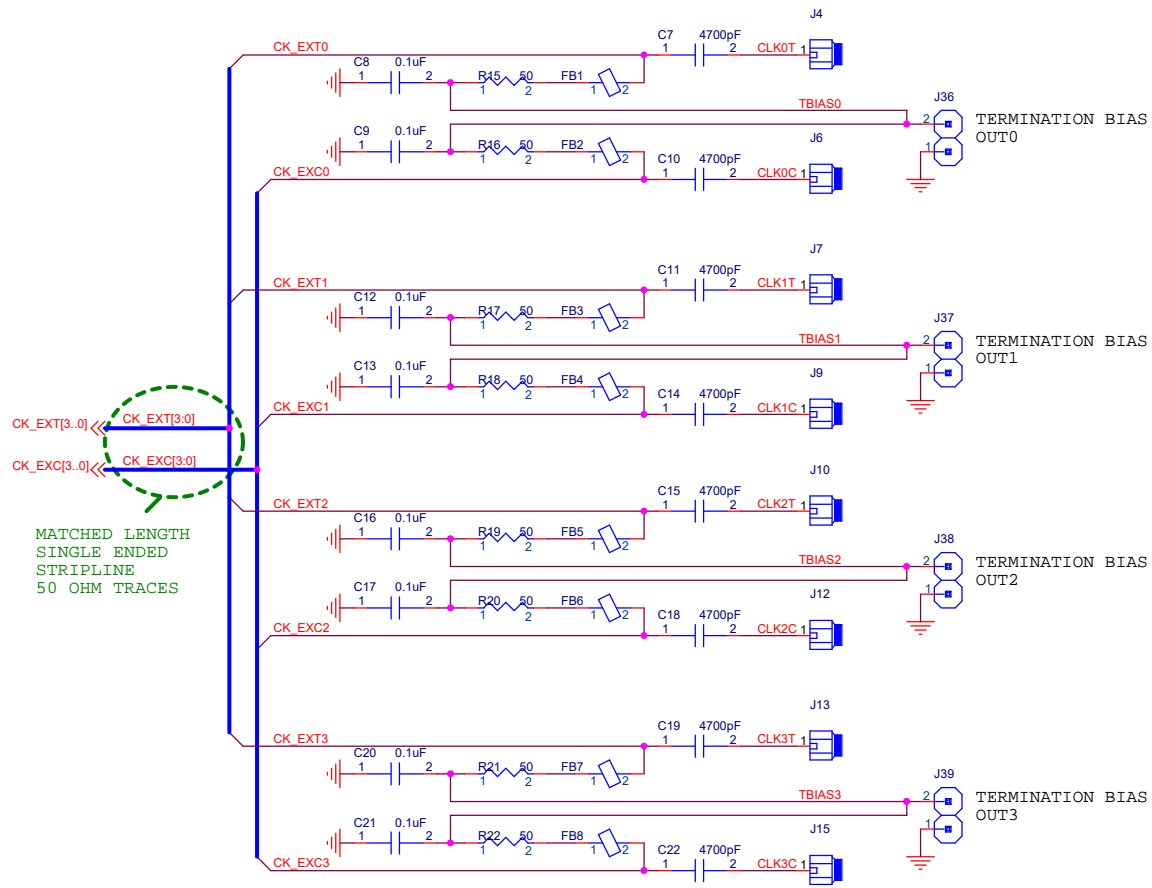 J4
C7 4700pF
CK_EXT0 1 2 CLK0T 1
C8 0.1uF
1 2 R15 50 FB1
1 2 1 2
TBIAS0 J36
C9 0.1uF J6 2 TERMINATION BIAS
1 2 R16 50 FB2 1 OUT0
1 2 1 2 C10 4700pF
CK_EXC0 1 2 CLK0C 1
J7
C11 4700pF
CK_EXT1 1 2 CLK1T 1
C12 0.1uF
1 2 R17 50 FB3
1 2 1 2 J37
TBIAS1 2 TERMINATION BIAS
C13 0.1uF J9 OUT1
1 2 R18 50 FB4 1
1 2 1 2 C14 4700pF
CK_EXC1 1 2 CLK1C 1
CK_EXT[3..0] CK_EXT[3:0]
CK_EXC[3..0] CK_EXC[3:0]
J10
C15 4700pF
CK_EXT2 1 2 CLK2T 1
C16 0.1uF
1 2 R19 50 FB5
1 2 1 2 J38
MATCHED LENGTH
SINGLE ENDED
STRIPLINE
50 OHM TRACES
TBIAS2 2 TERMINATION BIAS
C17 0.1uF J12 OUT2
1 2 R20 50 FB6 1
1 2 1 2 C18 4700pF
CK_EXC2 1 2 CLK2C 1
J13
C19 4700pF
CK_EXT3 1 2 CLK3T 1
C20 0.1uF
1 2 R21 50 FB7
1 2 1 2 J39
TBIAS3 2 TERMINATION BIAS
C21 0.1uF J15 OUT3
1 2 R22 50 FB8 1
1 2 1 2 C22 4700pF
CK_EXC3 1 2 CLK3C 1